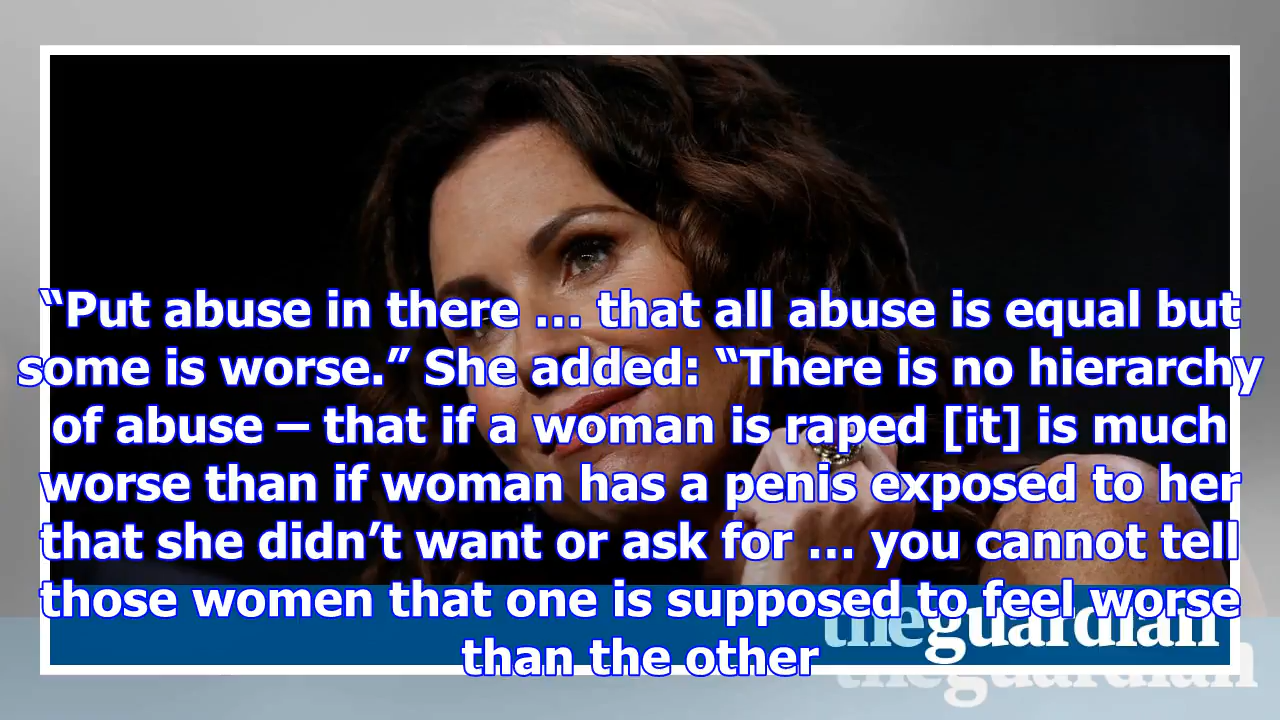 “Put abuse in there … that all abuse is equal but
some is worse.” She added: “There is no hierarchy
of abuse – that if a woman is raped [it] is much
worse than if woman has a penis exposed to her
that she didn’t want or ask for … you cannot tell
those women that one is supposed to feel worse
than the other
theguardian
theguardian